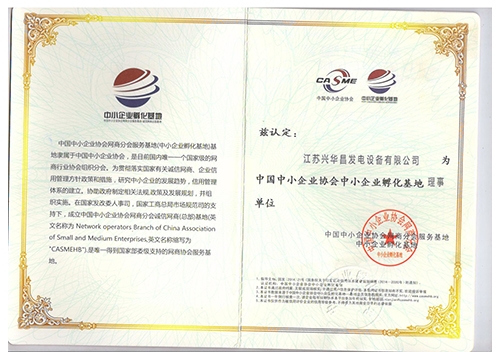 中小企业孵化基地
中国中小企业协会网商分会服务基地(中小企业孵化基地)基
地隶属于中国中小企业协会，是目前国内唯一一个国家级的网
商行业协会组织分会。为贯彻落实国家有关诚信网商、企业信
用管理方针政策和措施，研究中小企业的发展趋势，信用管理
体系的建立。协助政府制定相关法规,政策及发展规划，并组
织实施。在国家发改委人事司，国家工商总局市场规范司的支
持下，成立中国中小企业协会网商分会诚信网商(总部)基地(英
文名称为 Network operators Branch of China Association
of Small and Medium Enterprises,英文名称缩写为
"CASMEHB"),是唯一得到国家部委级支持的网商协会服务基
地。
CASME
中国中小企业协会
中小企业孵化基地
兹认定：
江苏兴华昌发电设备有限公司 为
中国中小企业协会中小企业孵化基地 理事
单位
中国中小企业协会网商分会服务基地
中小企业孵化基地